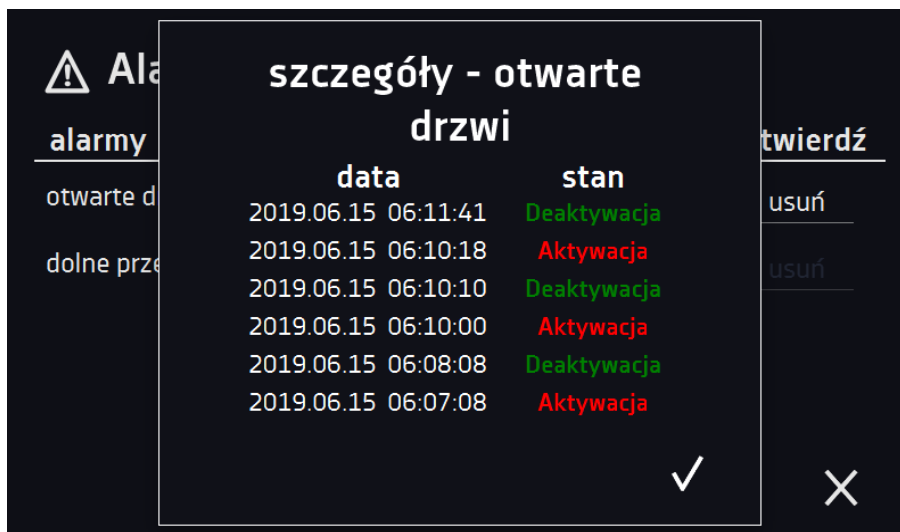 Ala
szczegóły - otwarte
drzwi
alarmy
twierdź
data stan
otwarte d
usuń
2019.06.15 06:11:41 Deaktywacja
2019.06.15 06:10:18 Aktywacja
dolne prze
usuń
2019.06.15 06:10:10 Deaktywacja
2019.06.15 06:10:00 Aktywacja
2019.06.15 06:08:08 Deaktywacja
2019.06.15 06:07:08 Aktywacja